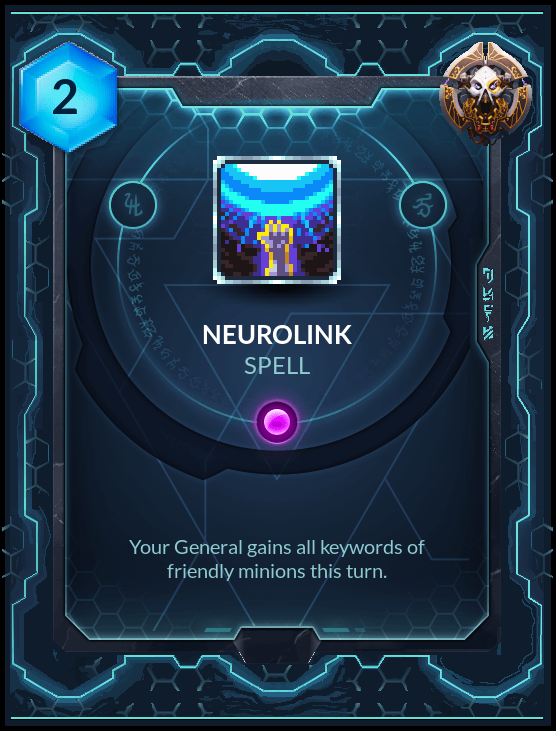 2
NEUROLINK
SPELL
Your General gains all keywords of
friendly minions this turn.